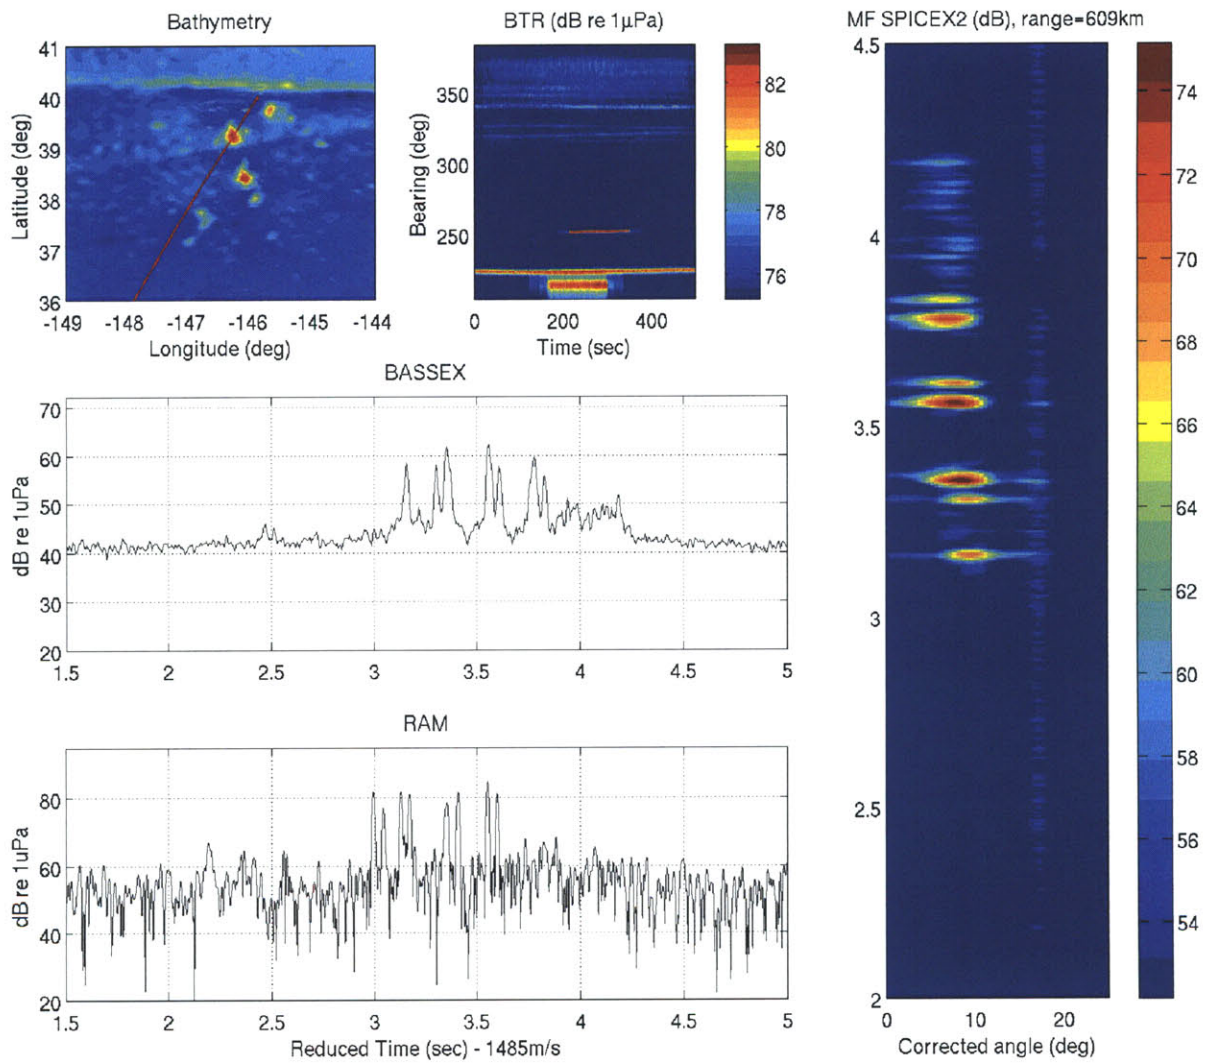 Bathymetry
BTR (dB re 1μPa)
MF SPICEX2 (dB), range=609km
41
40
39
38
37
36
Latitude (deg)
-149 -148 -147 -146 -145 -144
Longitude (deg)
350
300
250
Bearing (deg)
0 200 400
Time (sec)
82
80
78
76
BASSEX
70
60
50
40
30
20
dB re 1uPa
1.5 2 2.5 3 3.5 4 4.5 5
RAM
80
60
40
20
dB re 1uPa
1.5 2 2.5 3 3.5 4 4.5 5
Reduced Time (sec) - 1485m/s
4.5
4
3.5
3
2.5
2
0 10 20
Corrected angle (deg)
74
72
70
68
66
64
62
60
58
56
54